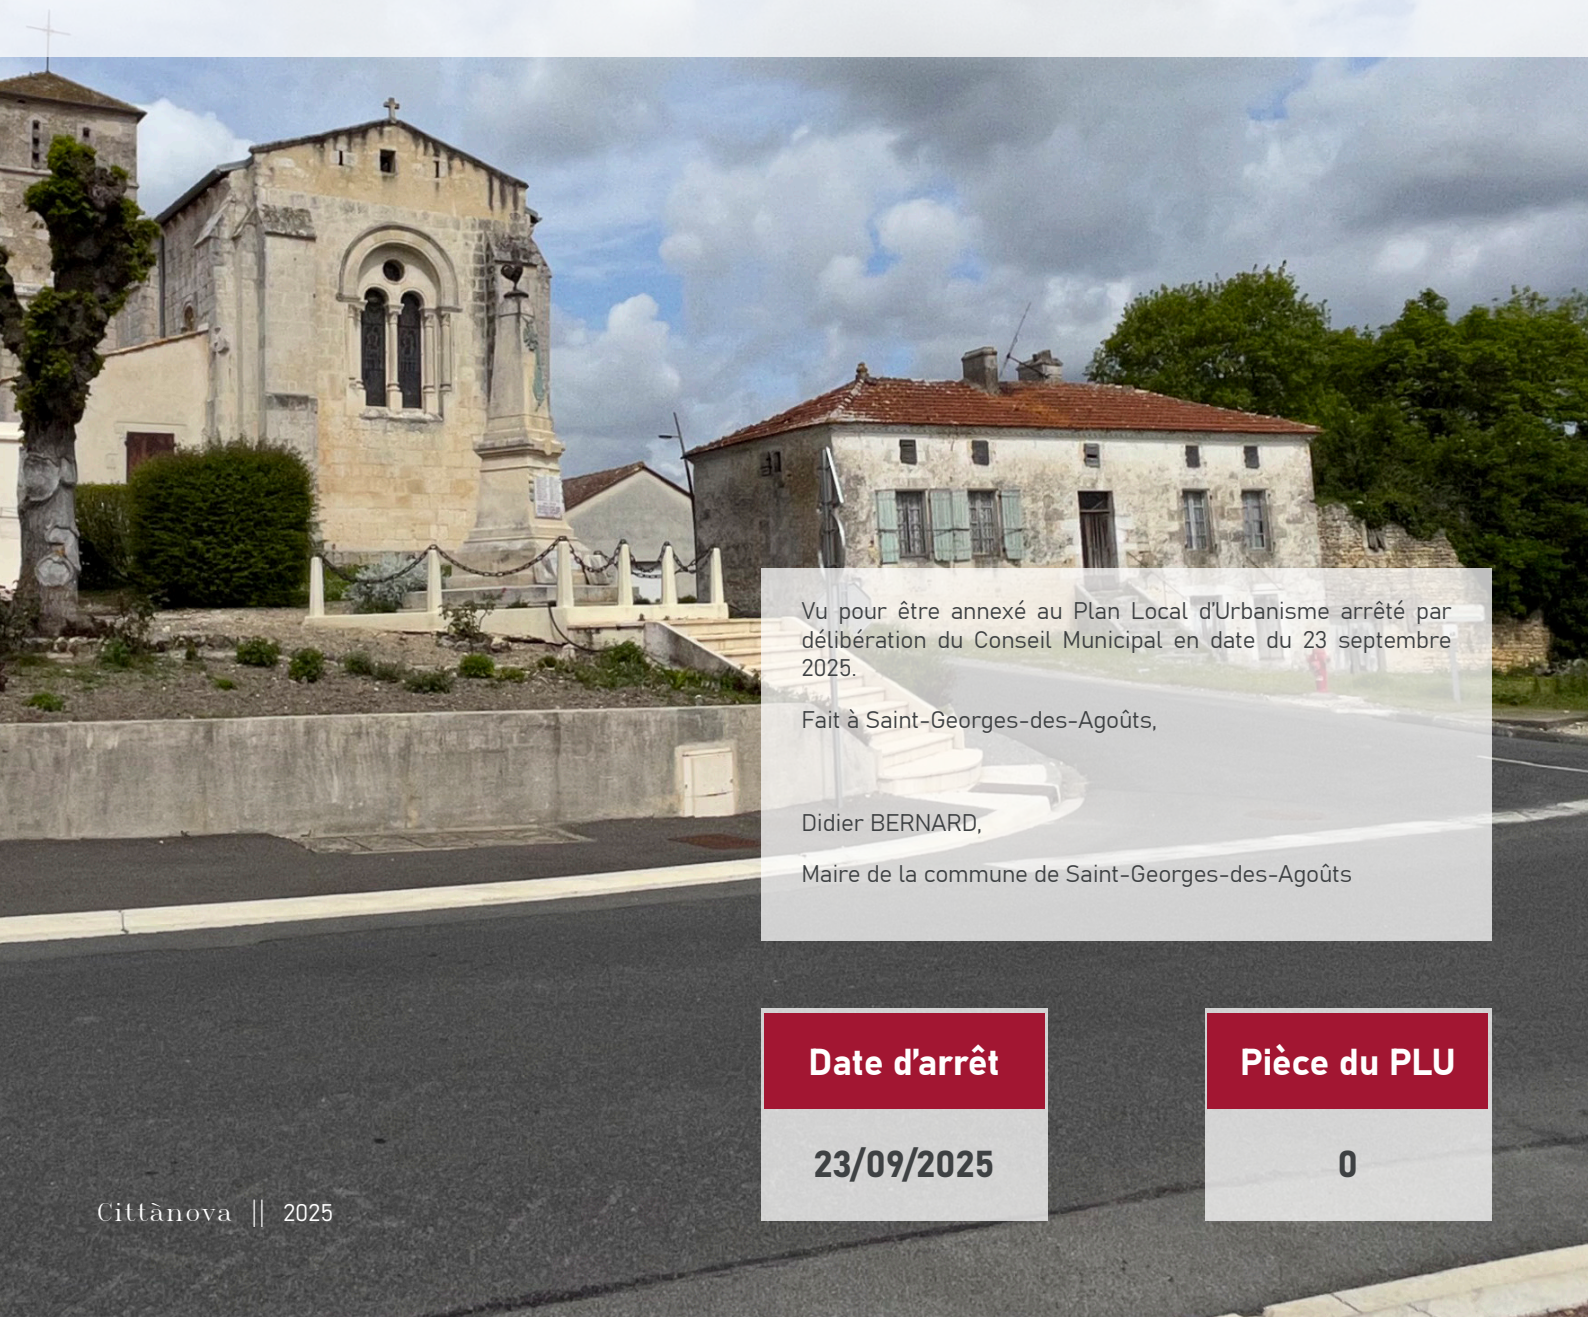 Vu pour être annexé au Plan Local d'Urbanisme arrêté par
délibération du Conseil Municipal en date du 23 septembre
2025.
Fait à Saint-Georges-des-Agoûts,
Didier BERNARD,
Maire de la commune de Saint-Georges-des-Agoûts
Date d'arrêt
Pièce du PLU
23/09/2025
0
Cittànova || 2025